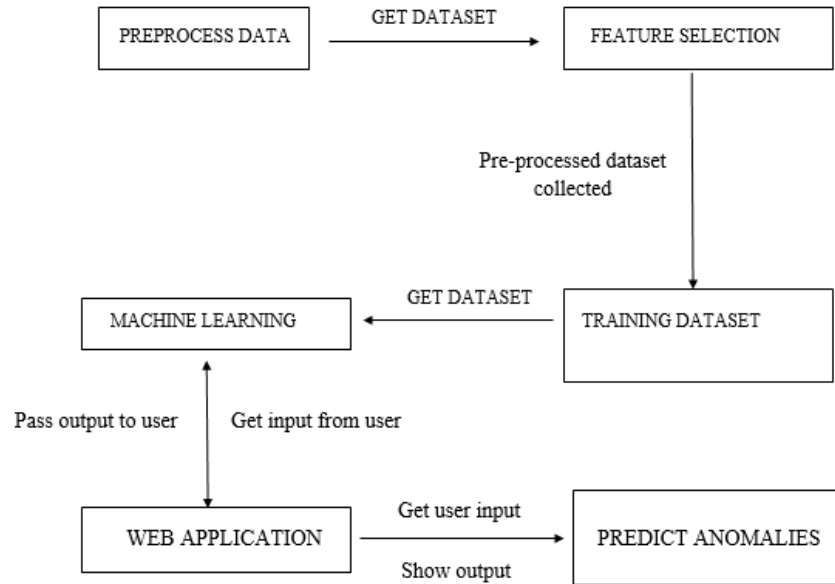 GET DATASET
PREPROCESS DATA
FEATURE SELECTION
Pre-processed dataset
collected
GET DATASET
MACHINE LEARNING
TRAINING DATASET
Pass output to user
Get input from user
Get user input
WEB APPLICATION
PREDICT ANOMALIES
Show output